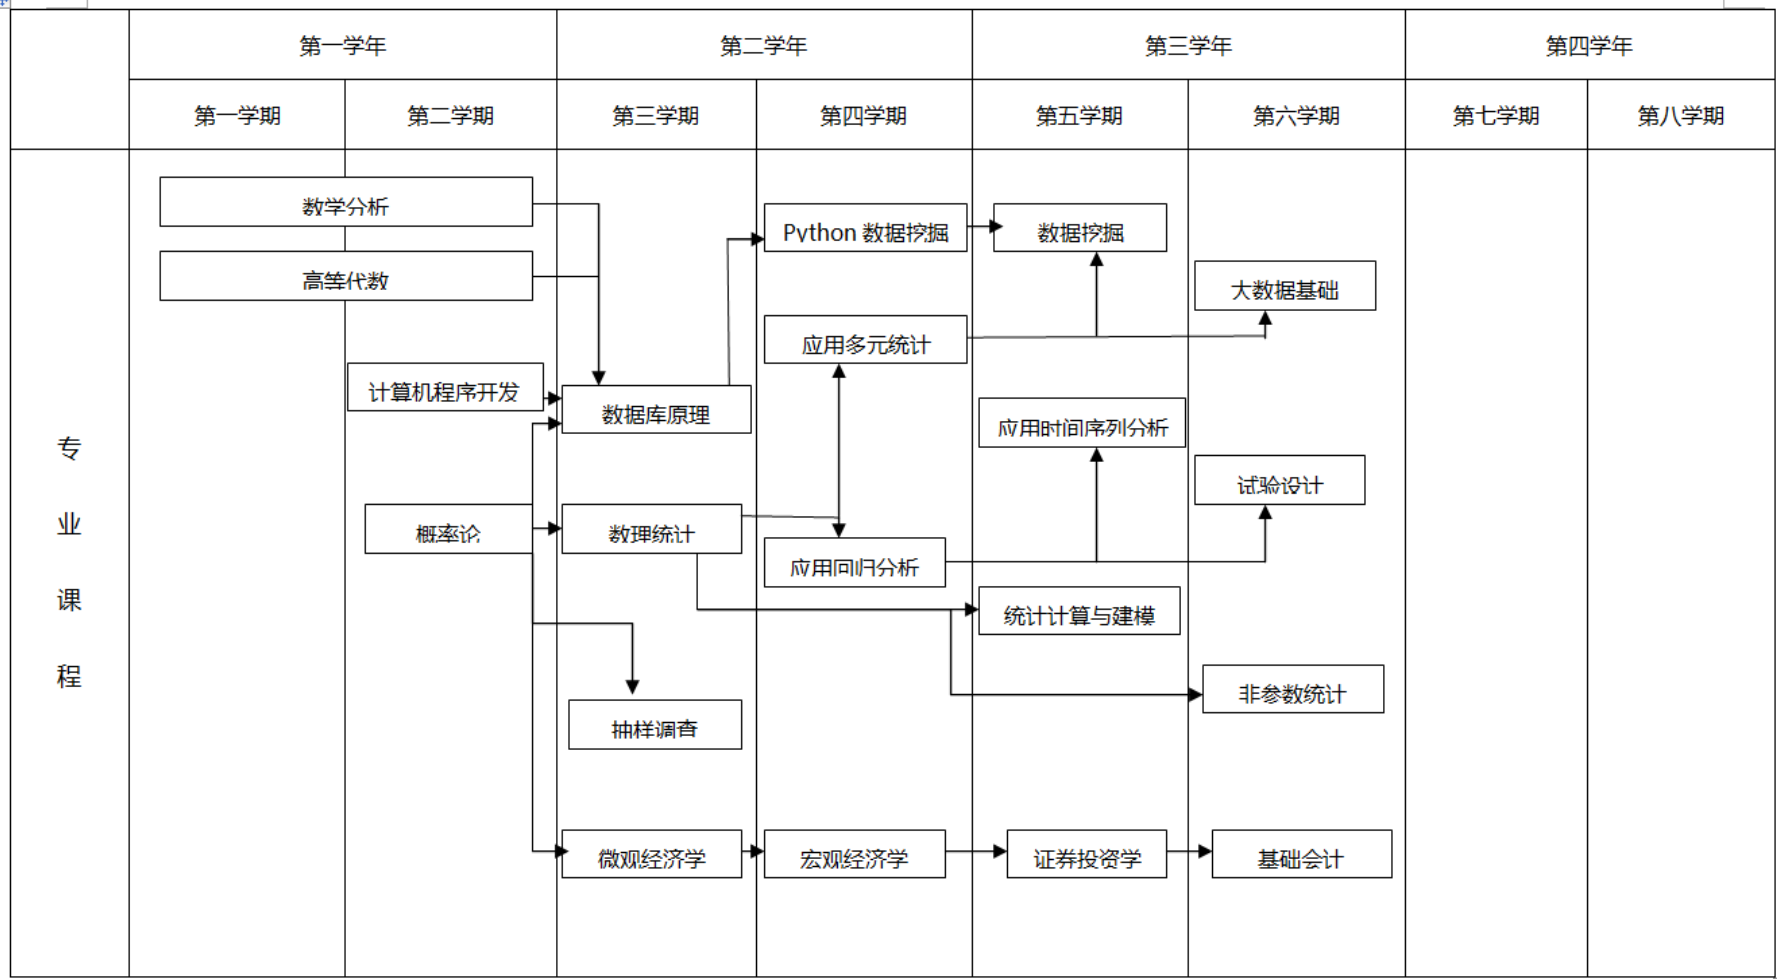 第一学年
第二学年
第三学年
第四学年
第一学期
第二学期
第三学期
第四学期
第五学期
第六学期
第七学期
第八学期
专
业
课
程
数学分析
高等代数
计算机程序开发
概率论
数据库原理
数理统计
抽样调查
微观经济学
Python 数据挖掘
应用多元统计
应用回归分析
宏观经济学
数据挖掘
应用时间序列分析
统计计算与建模
证券投资学
大数据基础
试验设计
非参数统计
基础会计